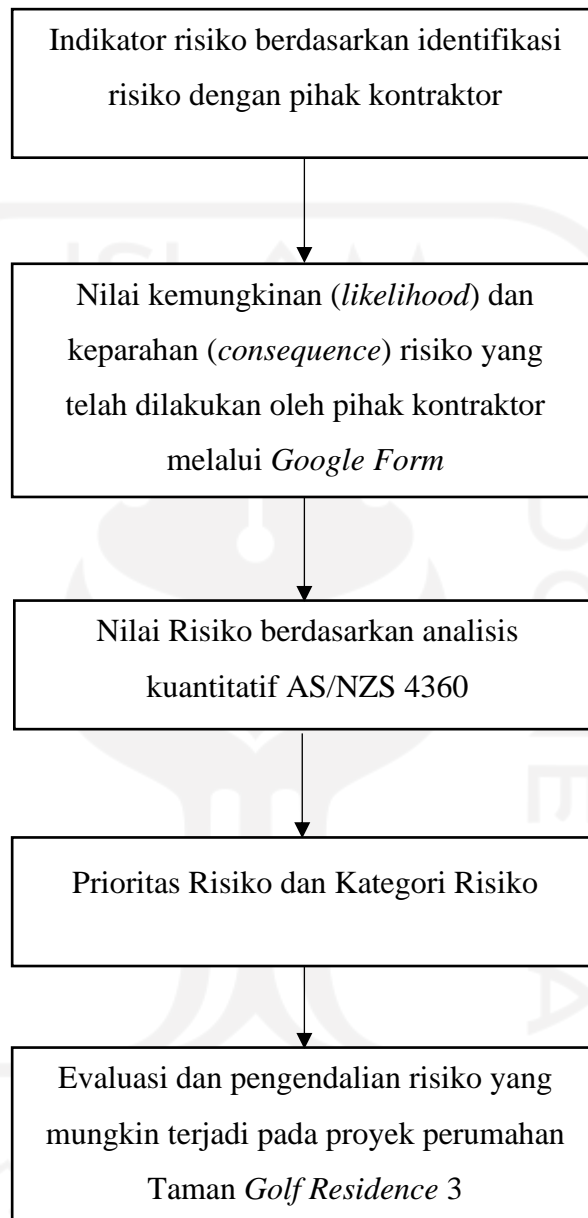 Indikator risiko berdasarkan identifikasi
risiko dengan pihak kontraktor
Nilai kemungkinan (likelihood) dan
keparahan (consequence) risiko yang
telah dilakukan oleh pihak kontraktor
melalui Google Form
Nilai Risiko berdasarkan analisis
kuantitatif AS/NZS 4360
Prioritas Risiko dan Kategori Risiko
Evaluasi dan pengendalian risiko yang
mungkin terjadi pada proyek perumahan
Taman Golf Residence 3